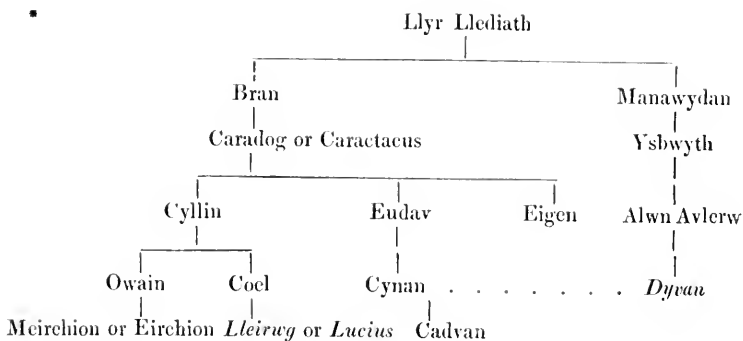 Llyr Llediath
Bran Manawydan
Caradog or Caractacus Ysbwyth
Cyllin Eudav Eigen Alwn Avlerw
Owain Coel Cynan . . . . . . . . Dyvan
Meirchion or Eirchion Lleirwg or Lucius Cadvan